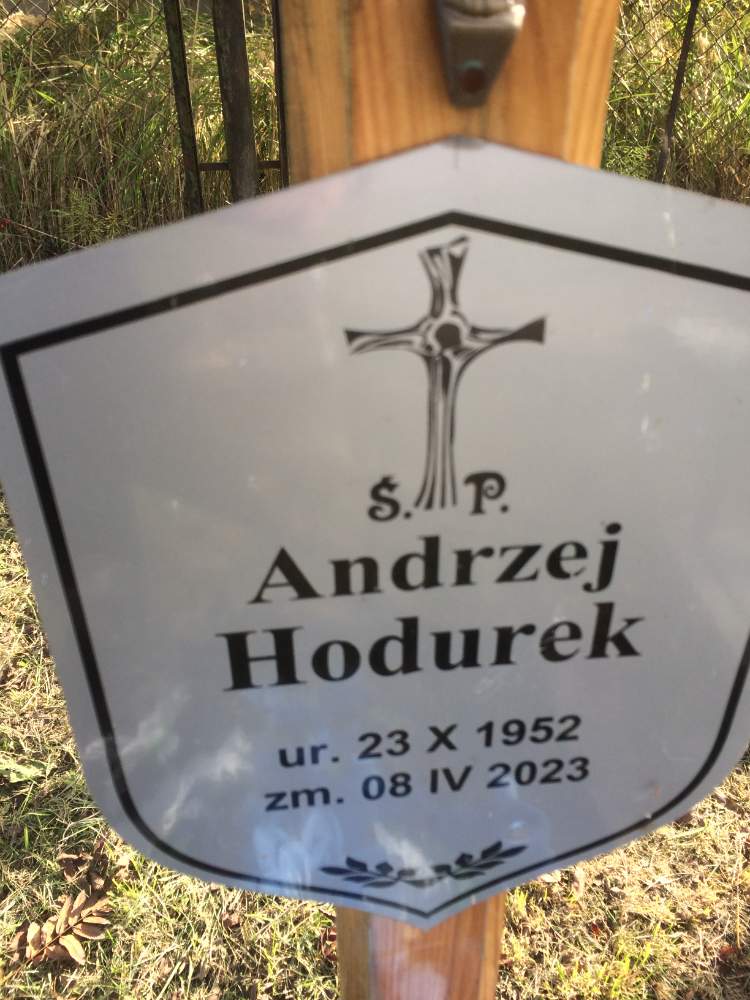 Ś. P.
Andrzej
Hodurek
ur. 23 X 1952
zm. 08 IV 2023